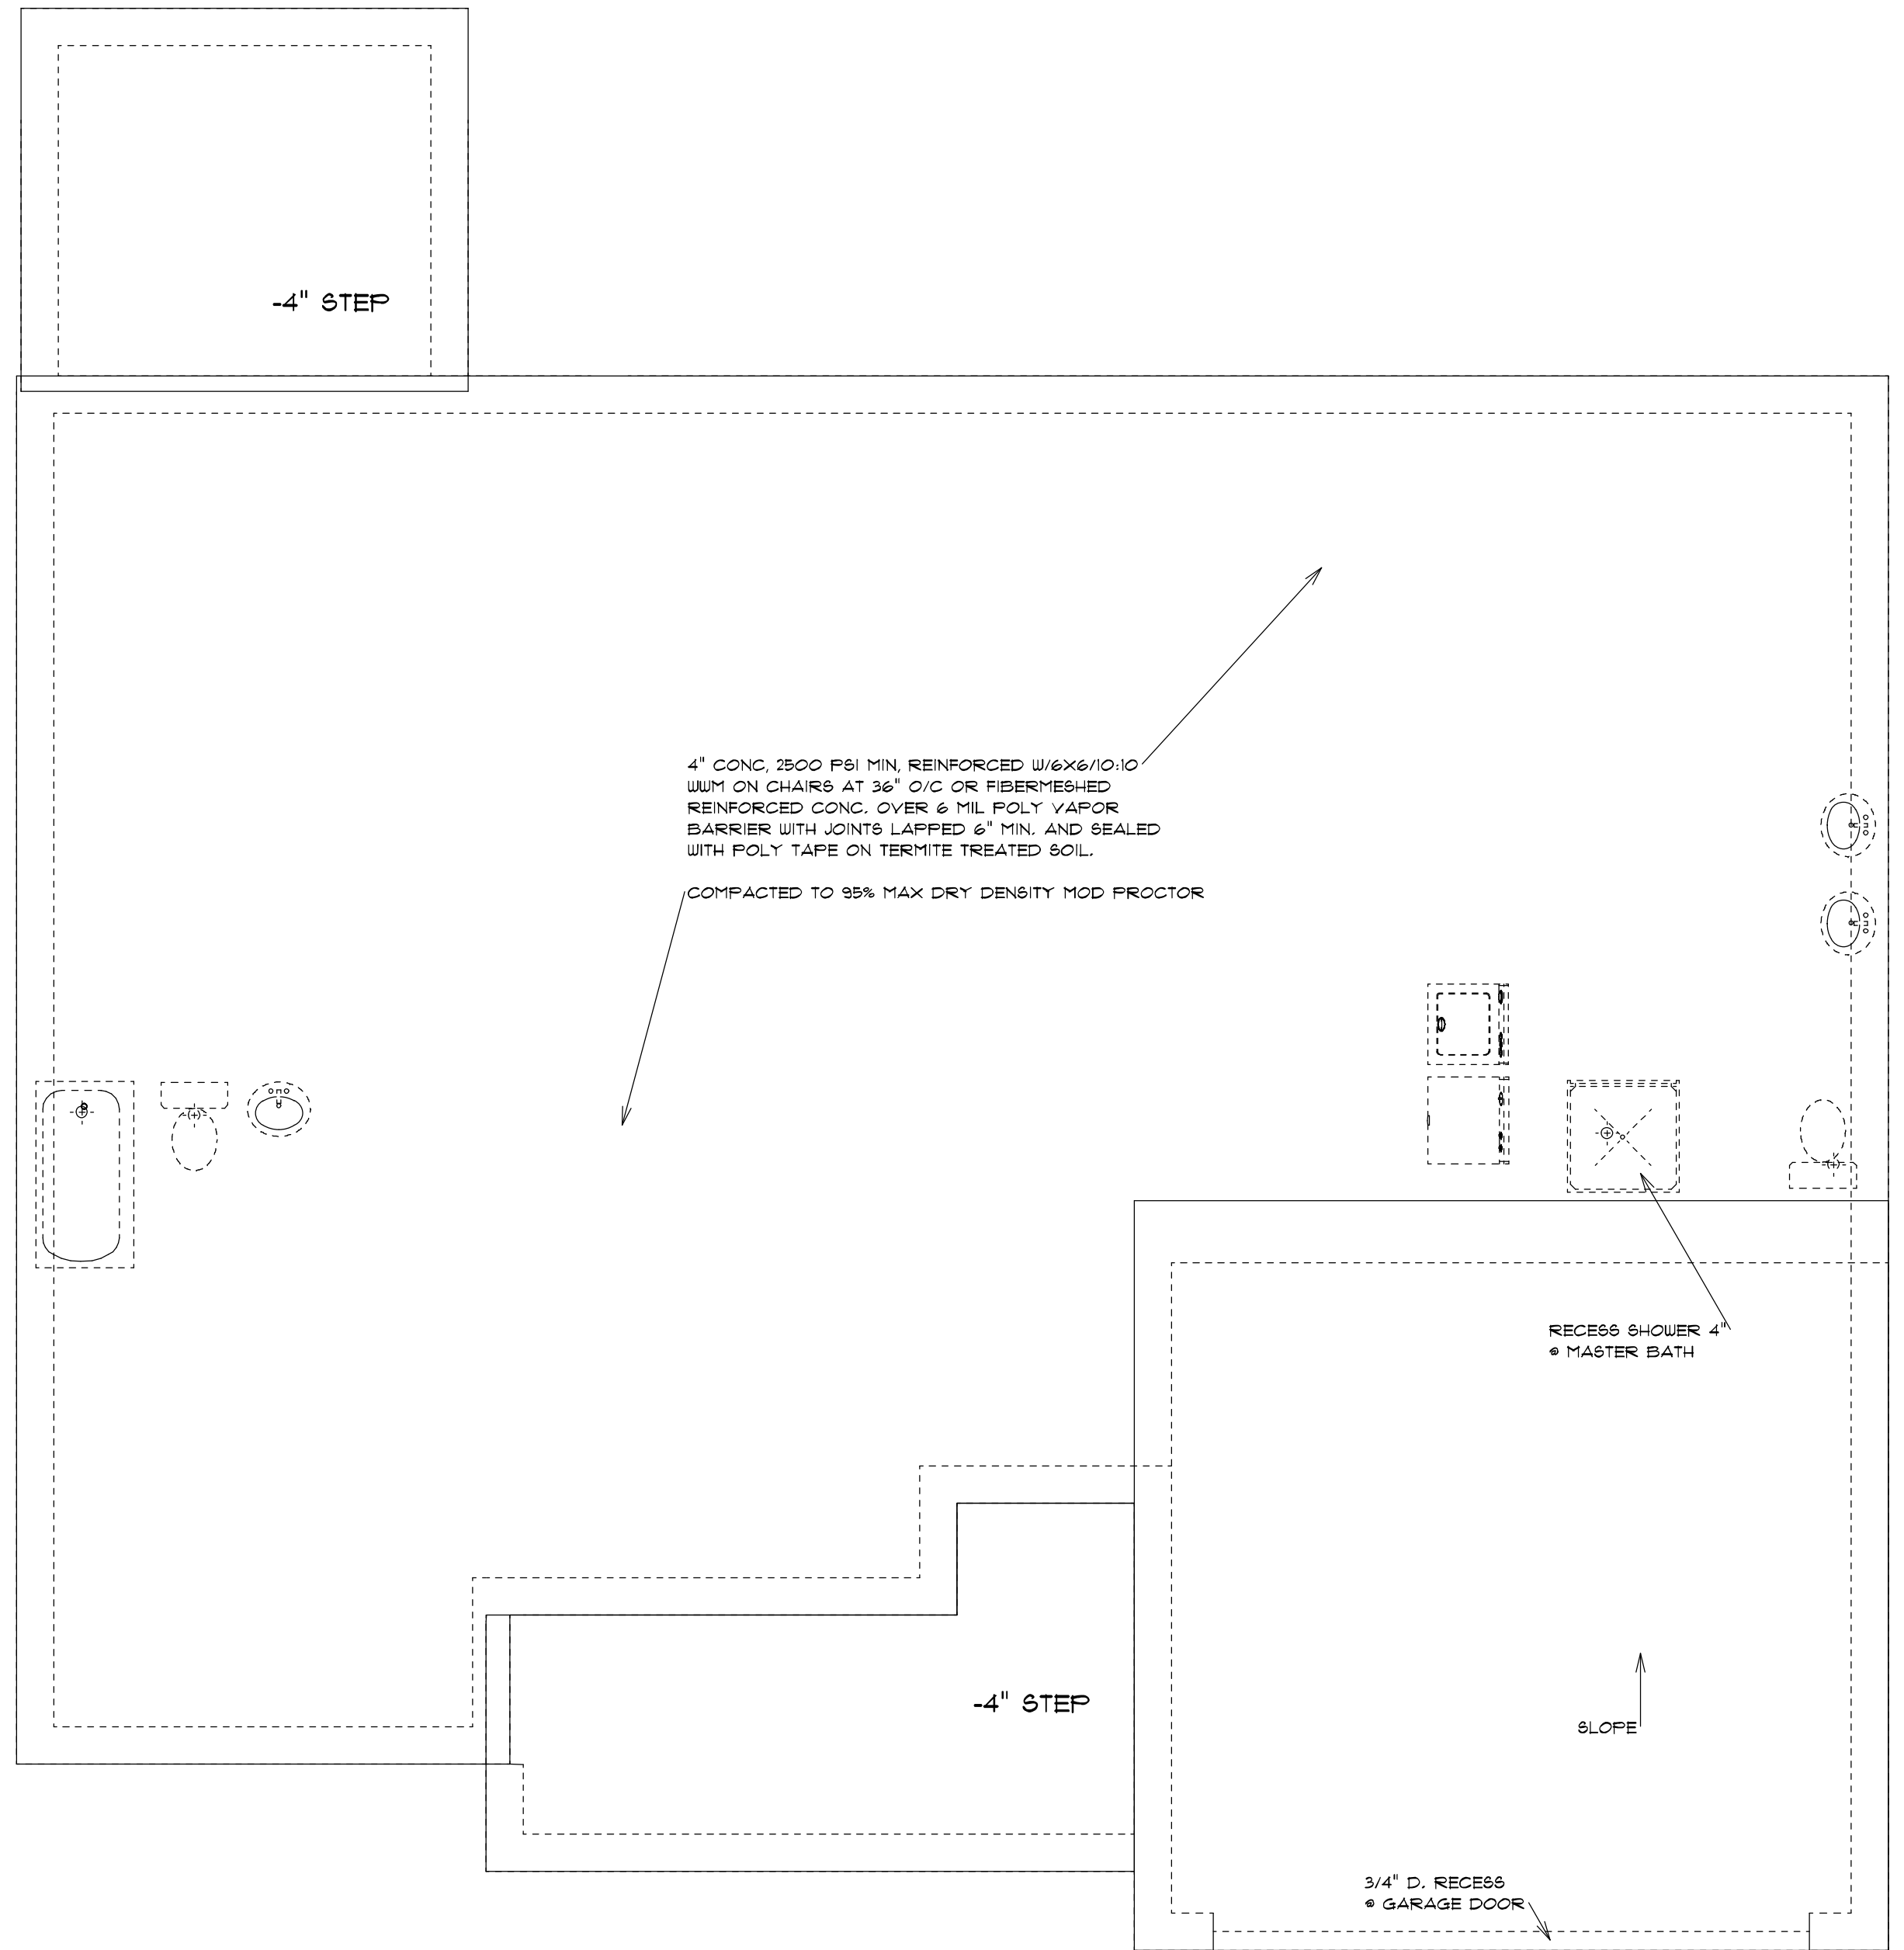 -4" STEP
4" CONC, 2500 PSI MIN, REINFORCED W/6X6/10:10
WWM ON CHAIRS AT 36" O/C OR FIBERMESHED
REINFORCED CONC. OVER 6 MIL POLY VAPOR
BARRIER WITH JOINTS LAPPED 6" MIN. AND SEALED
WITH POLY TAPE ON TERMITE TREATED SOIL.
COMPACTED TO 95% MAX DRY DENSITY MOD PROCTOR
RECESS SHOWER 4"
@ MASTER BATH
-4" STEP
SLOPE
3/4" D. RECESS
@ GARAGE DOOR